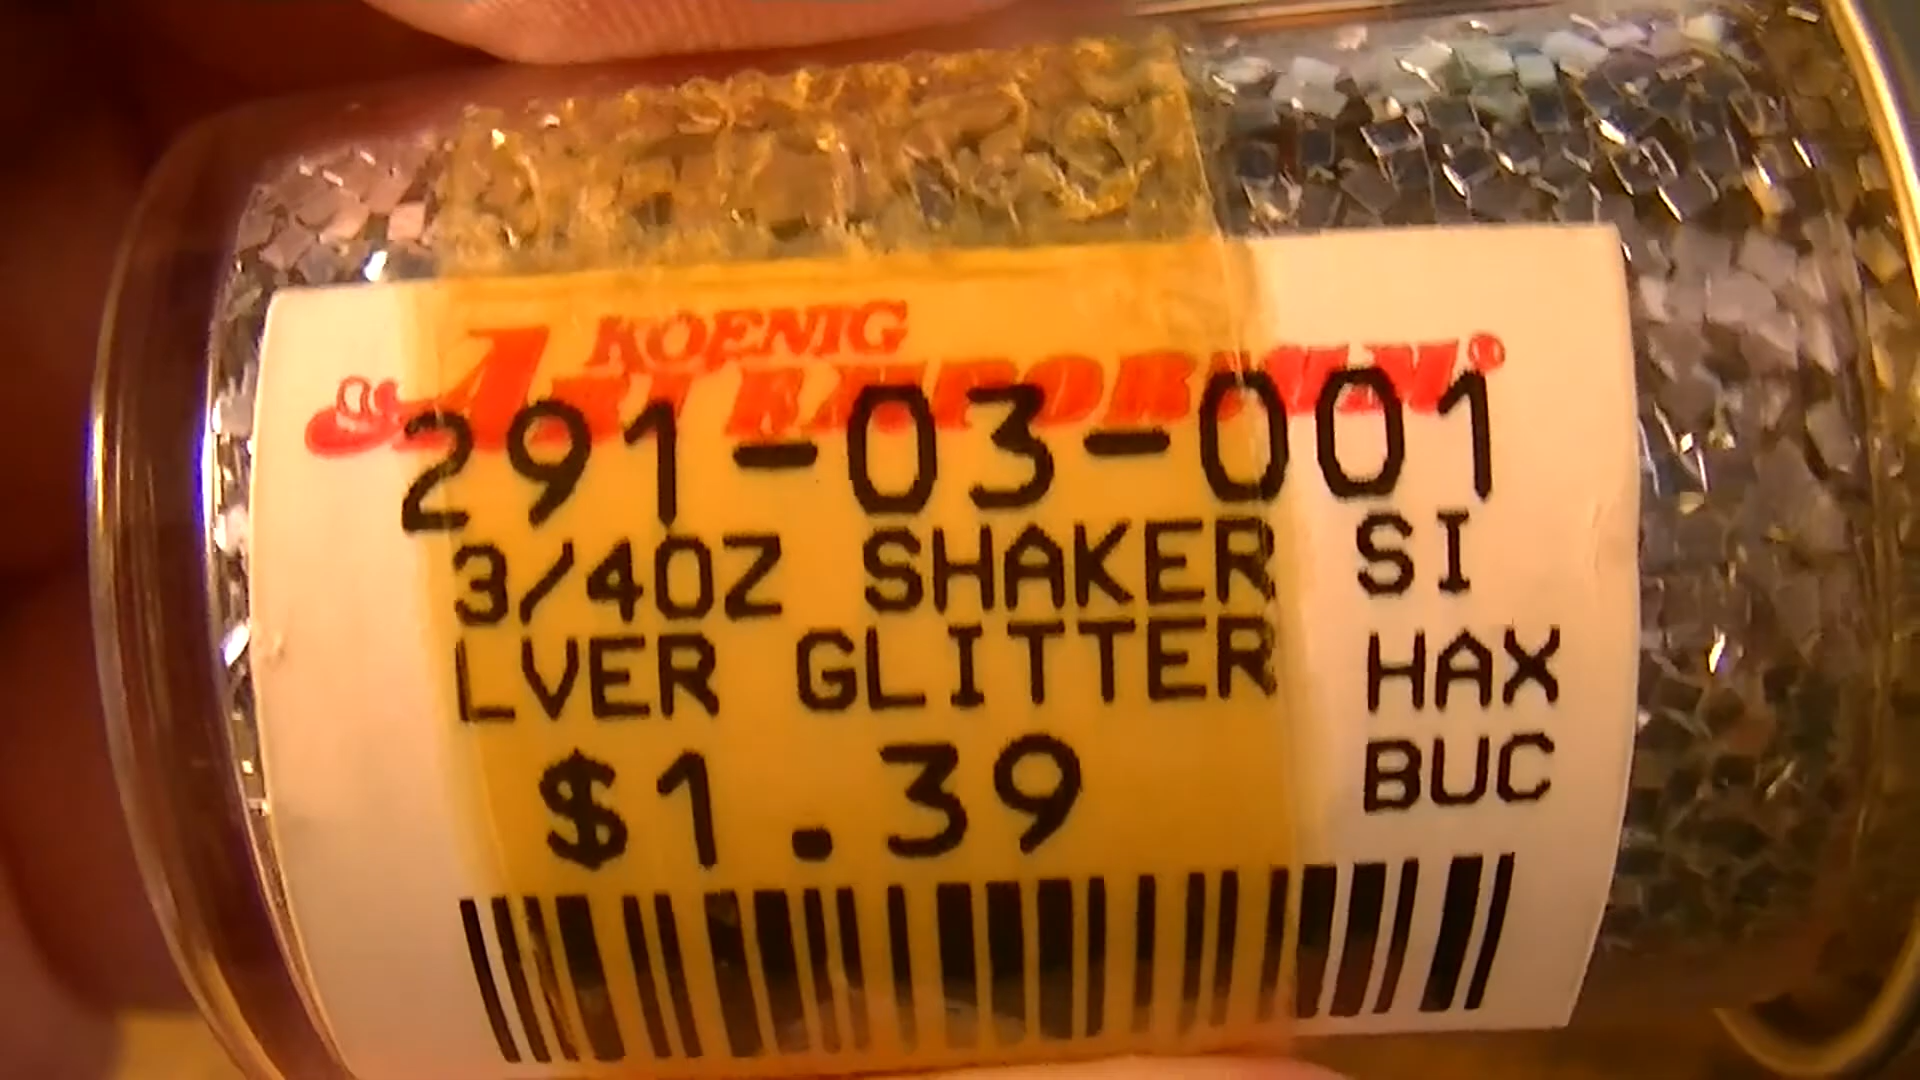 KOENIG
ART EMPORIUM®
291-03-001
3/4OZ SHAKER SI
LVER GLITTER HAX
$1.39 BUC